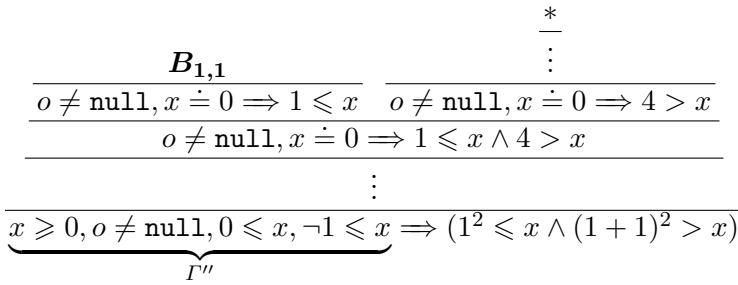 *
⋮
B₁,₁
o ≠ null, x ≐ 0 ⟹ 1 ⩽ x o ≠ null, x ≐ 0 ⟹ 4 > x
o ≠ null, x ≐ 0 ⟹ 1 ⩽ x ∧ 4 > x
⋮
x ⩾ 0, o ≠ null, 0 ⩽ x, ¬1 ⩽ x ⟹ (1² ⩽ x ∧ (1 + 1)² > x)
Γ′′